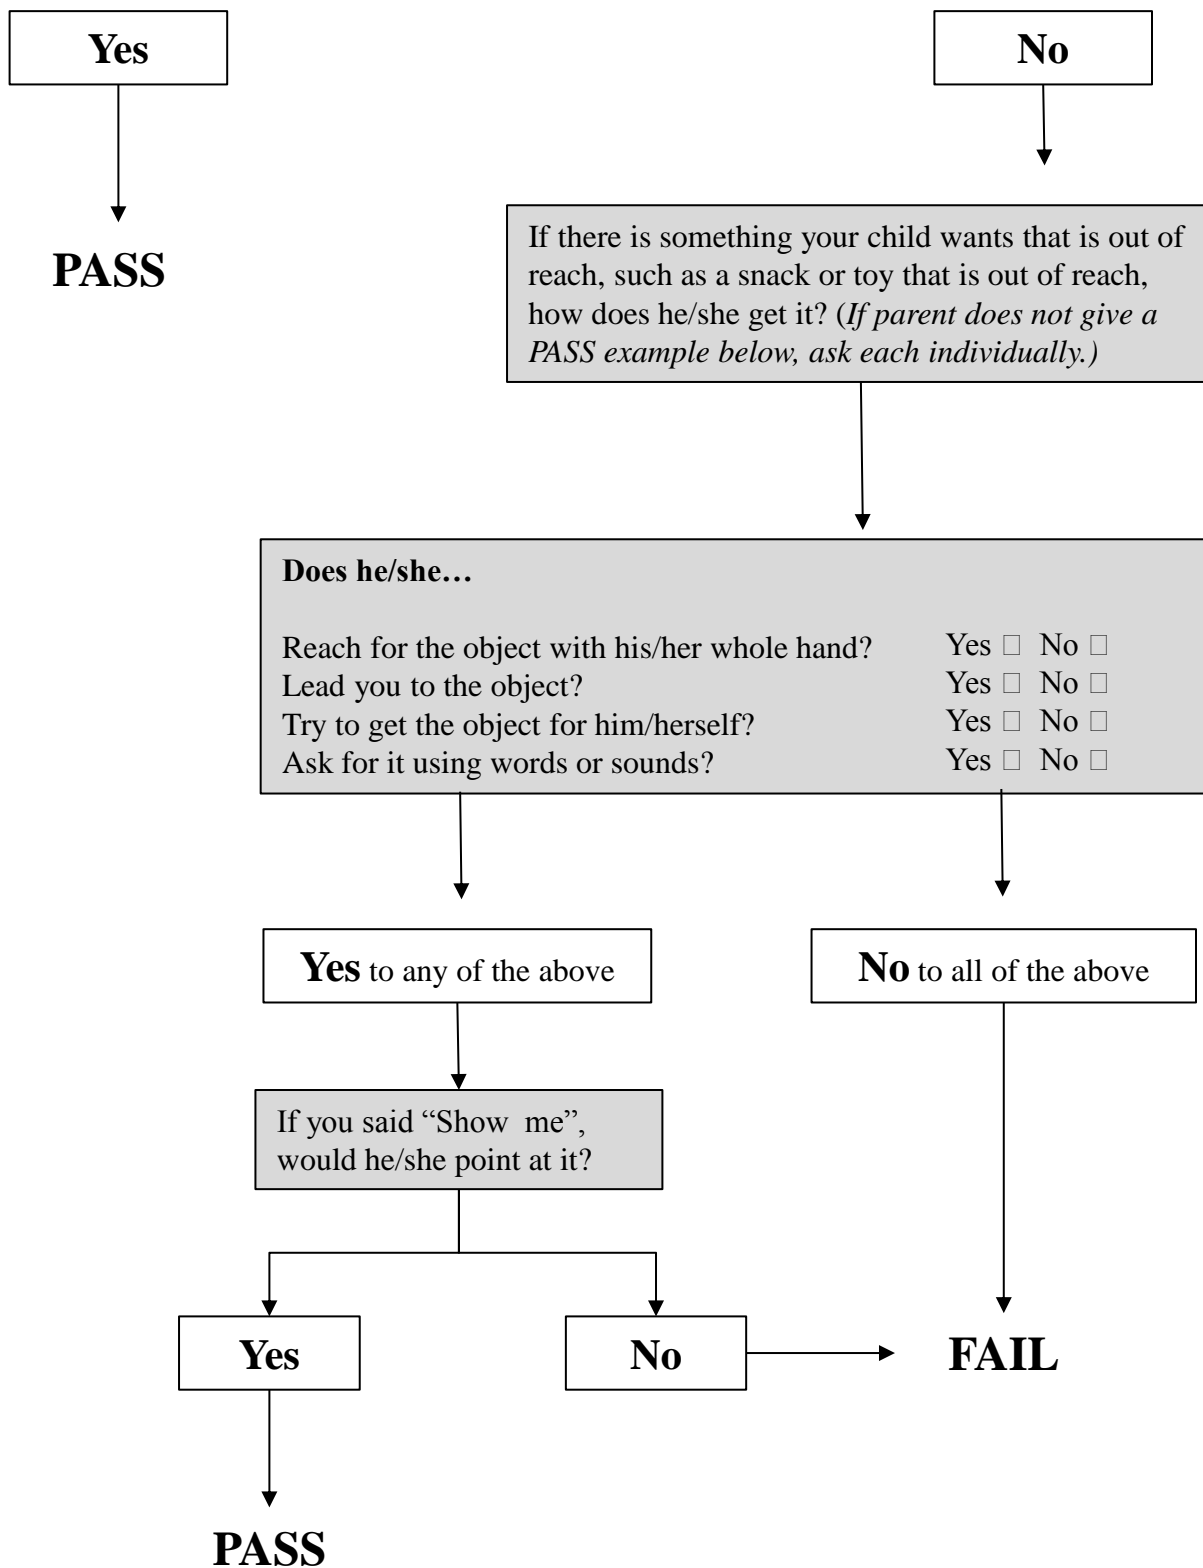 Yes
No
PASS
If there is something your child wants that is out of
reach, such as a snack or toy that is out of reach,
how does he/she get it? (If parent does not give a
PASS example below, ask each individually.)
Does he/she…
Reach for the object with his/her whole hand? Yes □ No □
Lead you to the object? Yes □ No □
Try to get the object for him/herself? Yes □ No □
Ask for it using words or sounds? Yes □ No □
Yes to any of the above
No to all of the above
If you said “Show me”,
would he/she point at it?
Yes
No
FAIL
PASS